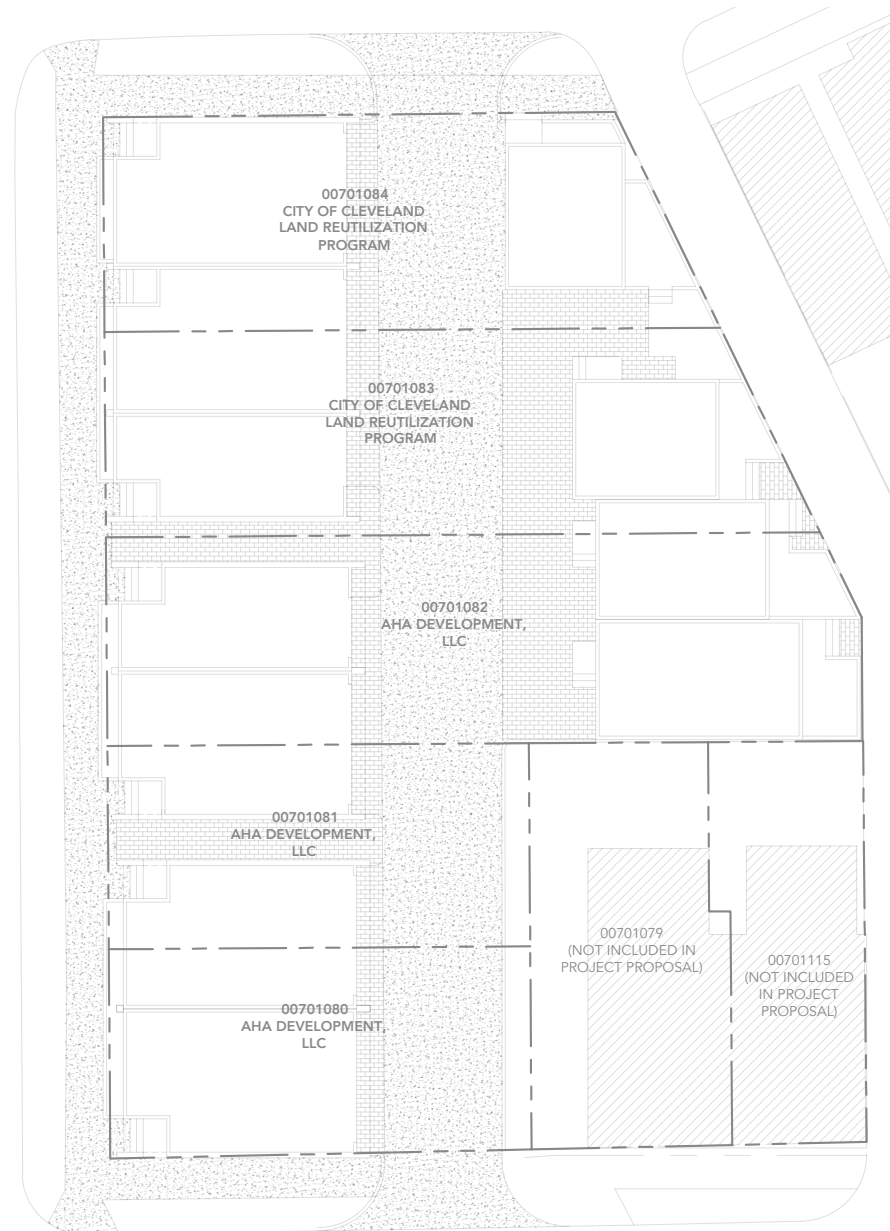 00701084
CITY OF CLEVELAND
LAND REUTILIZATION
PROGRAM
00701083
CITY OF CLEVELAND
LAND REUTILIZATION
PROGRAM
00701082
AHA DEVELOPMENT,
LLC
00701081
AHA DEVELOPMENT,
LLC
00701079
(NOT INCLUDED IN
PROJECT PROPOSAL)
00701115
(NOT INCLUDED
IN PROJECT
PROPOSAL)
00701080
AHA DEVELOPMENT,
LLC